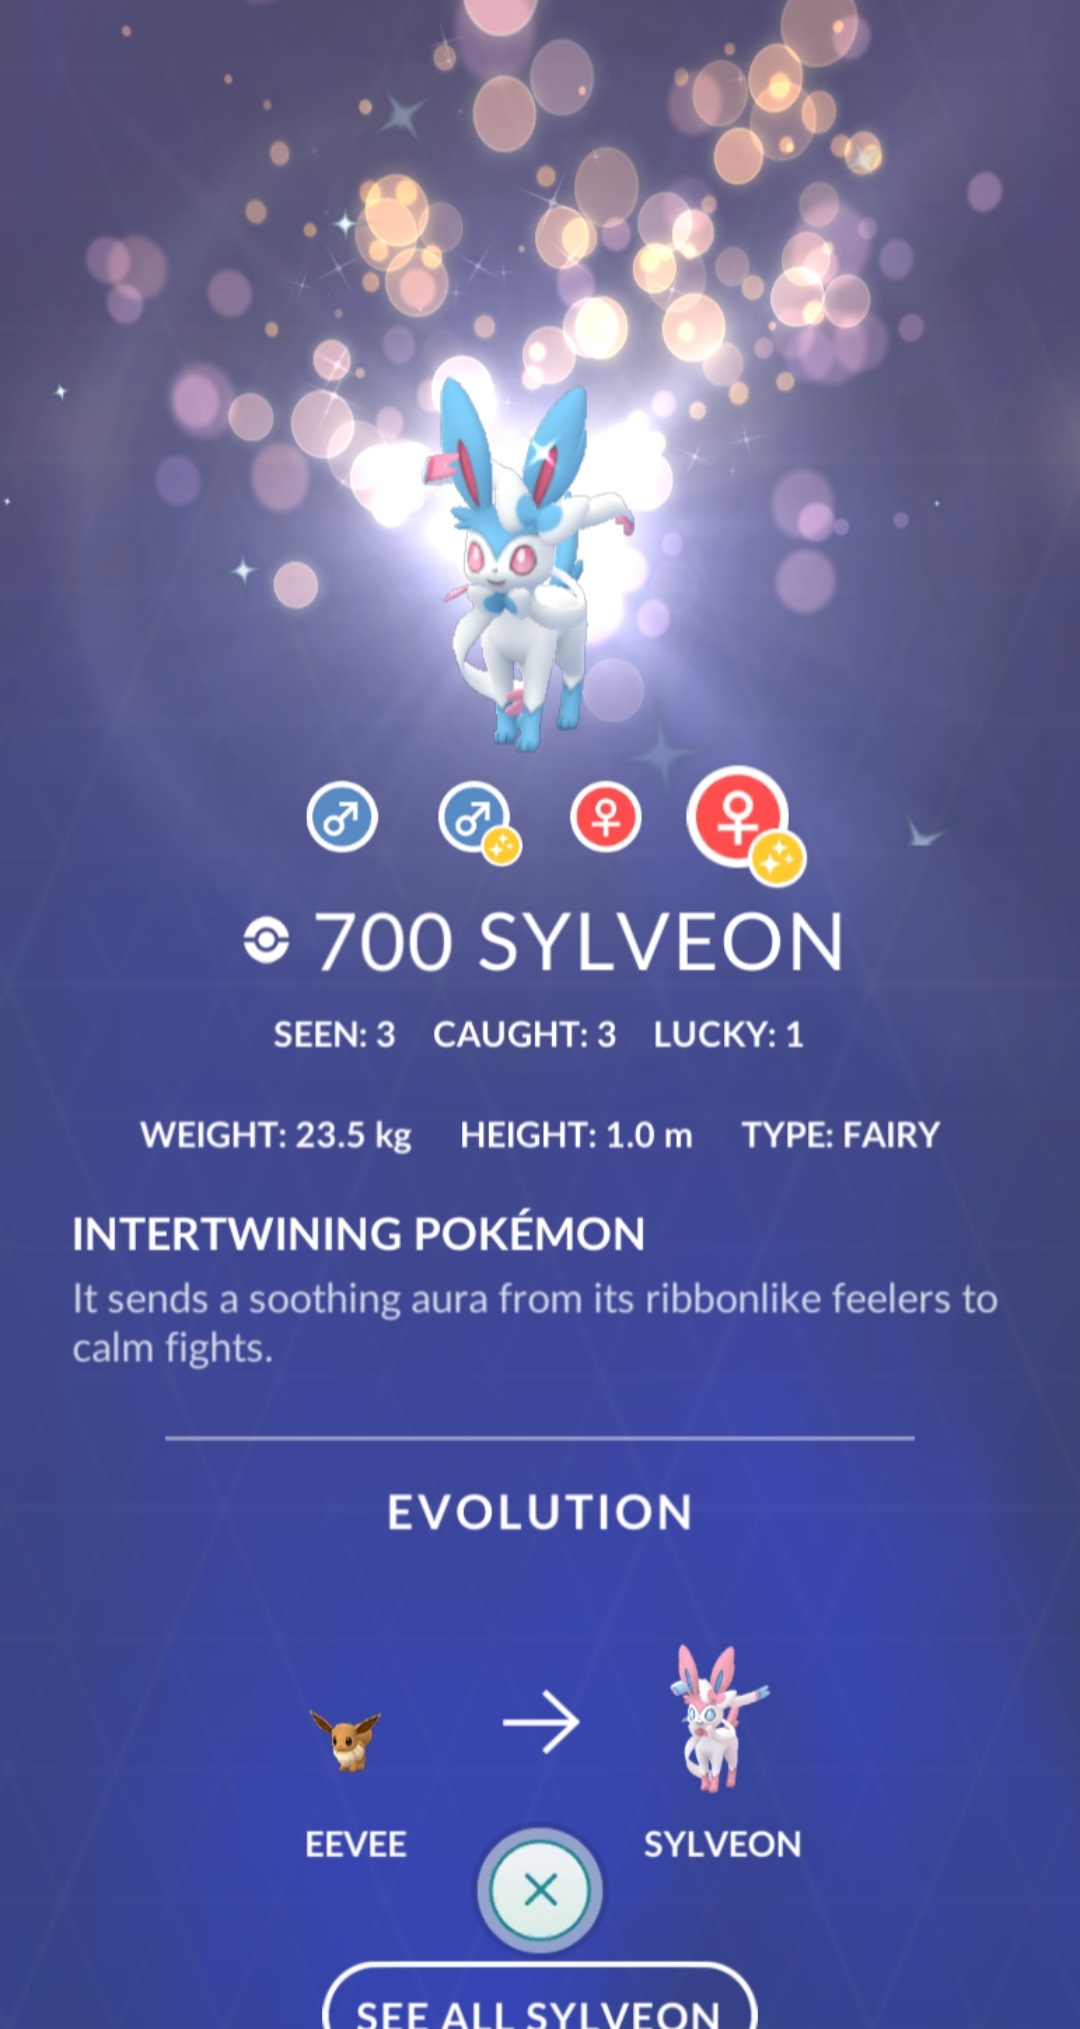 700 SYLVEON
SEEN: 3 CAUGHT: 3 LUCKY: 1
WEIGHT: 23.5 kg HEIGHT: 1.0 m TYPE: FAIRY
INTERTWINING POKÉMON
It sends a soothing aura from its ribbonlike feelers to
calm fights.
EVOLUTION
EEVEE SYLVEON
SEE ALL SYLVEON